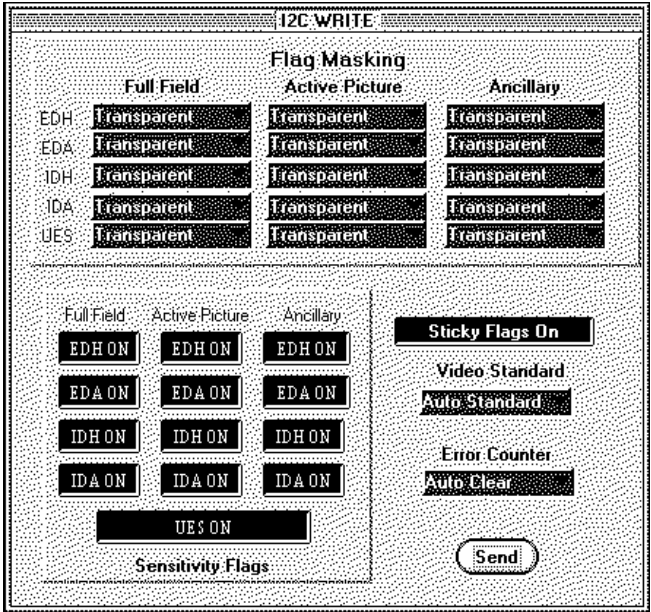 I2C WRITE
Flag Masking
Full Field Active Picture Ancillary
EDH Transparent Transparent Transparent
EDA Transparent Transparent Transparent
IDH Transparent Transparent Transparent
IDA Transparent Transparent Transparent
UES Transparent Transparent Transparent
Full Field Active Picture Ancillary
EDH ON EDH ON EDH ON
EDA ON EDA ON EDA ON
IDH ON IDH ON IDH ON
IDA ON IDA ON IDA ON
UES ON
Sensitivity Flags
Sticky Flags On
Video Standard
Auto Standard
Error Counter
Auto Clear
Send